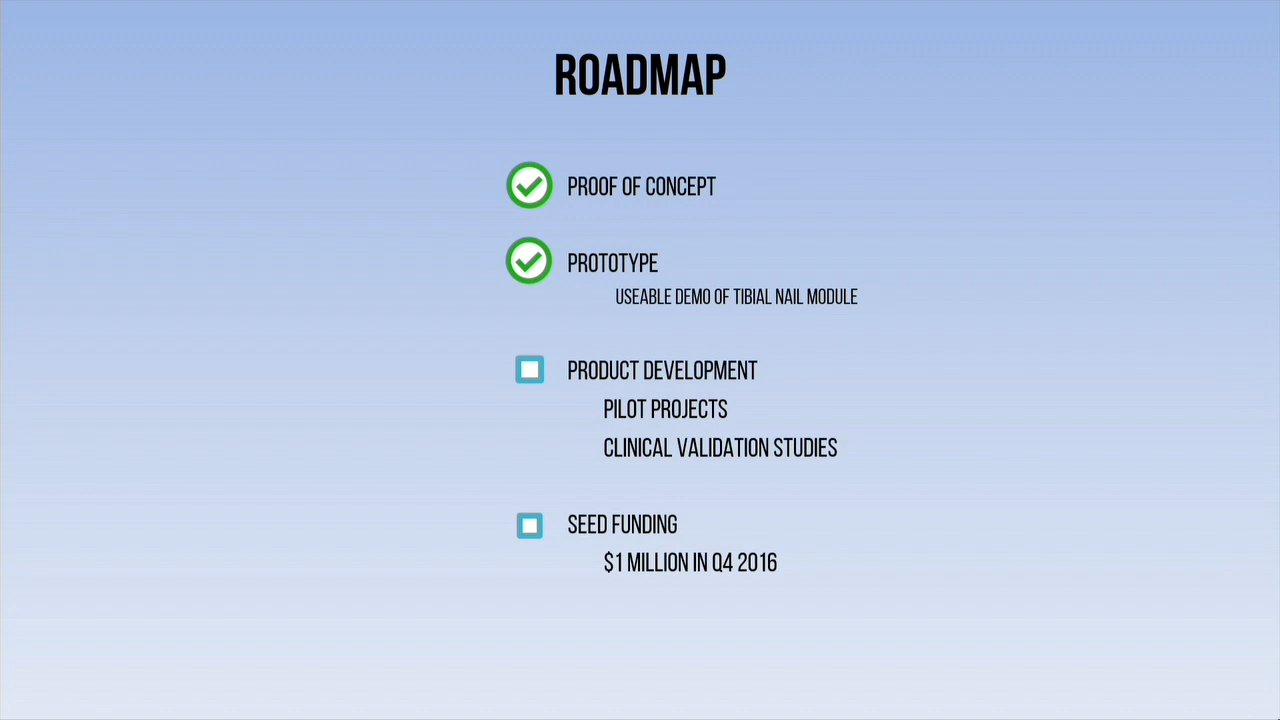 ROADMAP
PROOF OF CONCEPT
PROTOTYPE
USEABLE DEMO OF TIBIAL NAIL MODULE
PRODUCT DEVELOPMENT
PILOT PROJECTS
CLINICAL VALIDATION STUDIES
SEED FUNDING
$1 MILLION IN Q4 2016